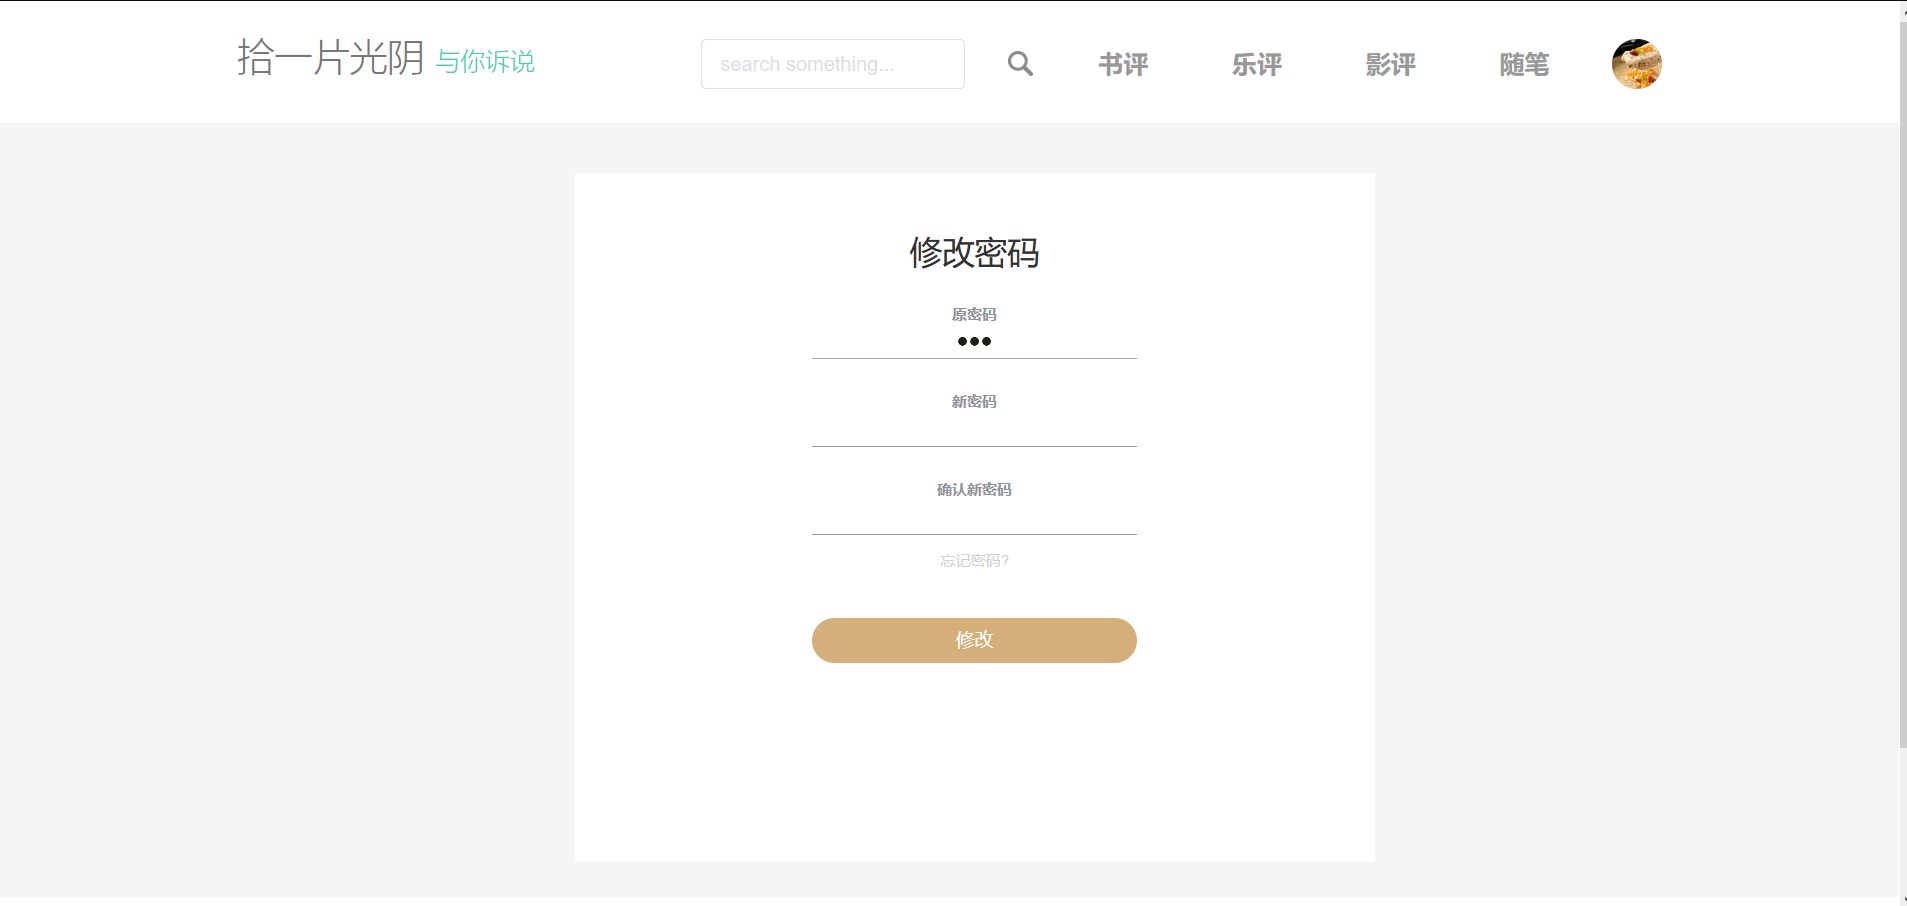 拾一片光阴 与你诉说 search something... 书评 乐评 影评 随笔
修改密码
原密码
●●●
新密码
确认新密码
忘记密码?
修改